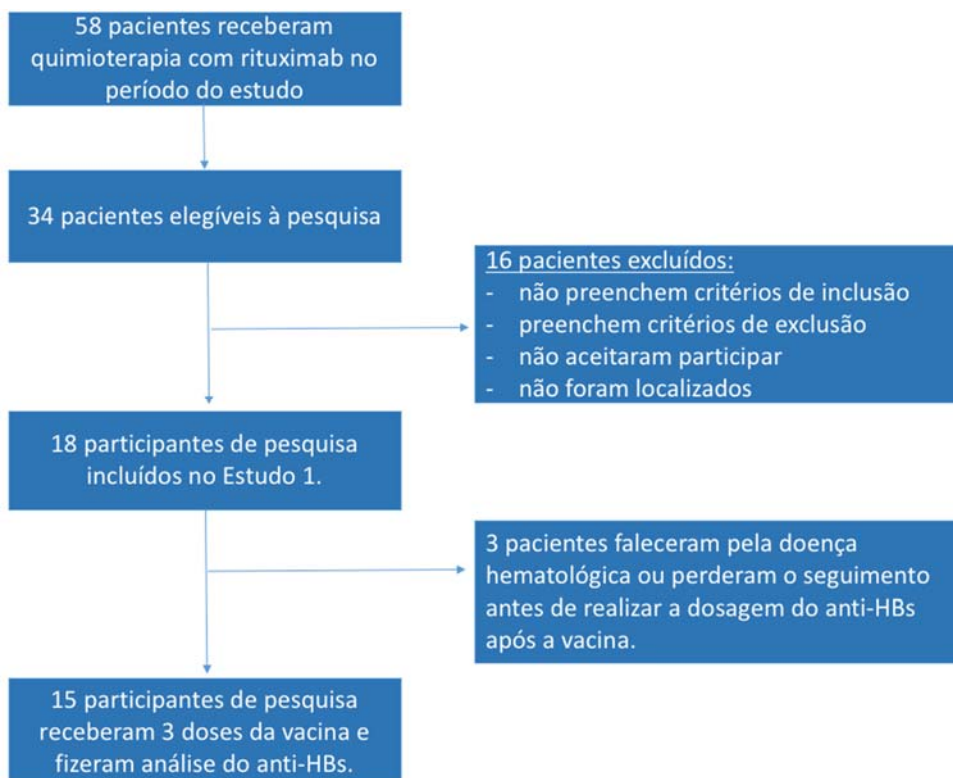 58 pacientes receberam
quimioterapia com rituximab no
período do estudo
34 pacientes elegíveis à pesquisa
16 pacientes excluídos:
- não preenchem critérios de inclusão
- preenchem critérios de exclusão
- não aceitaram participar
- não foram localizados
18 participantes de pesquisa
incluídos no Estudo 1.
3 pacientes faleceram pela doença
hematológica ou perderam o seguimento
antes de realizar a dosagem do anti-HBs
após a vacina.
15 participantes de pesquisa
receberam 3 doses da vacina e
fizeram análise do anti-HBs.